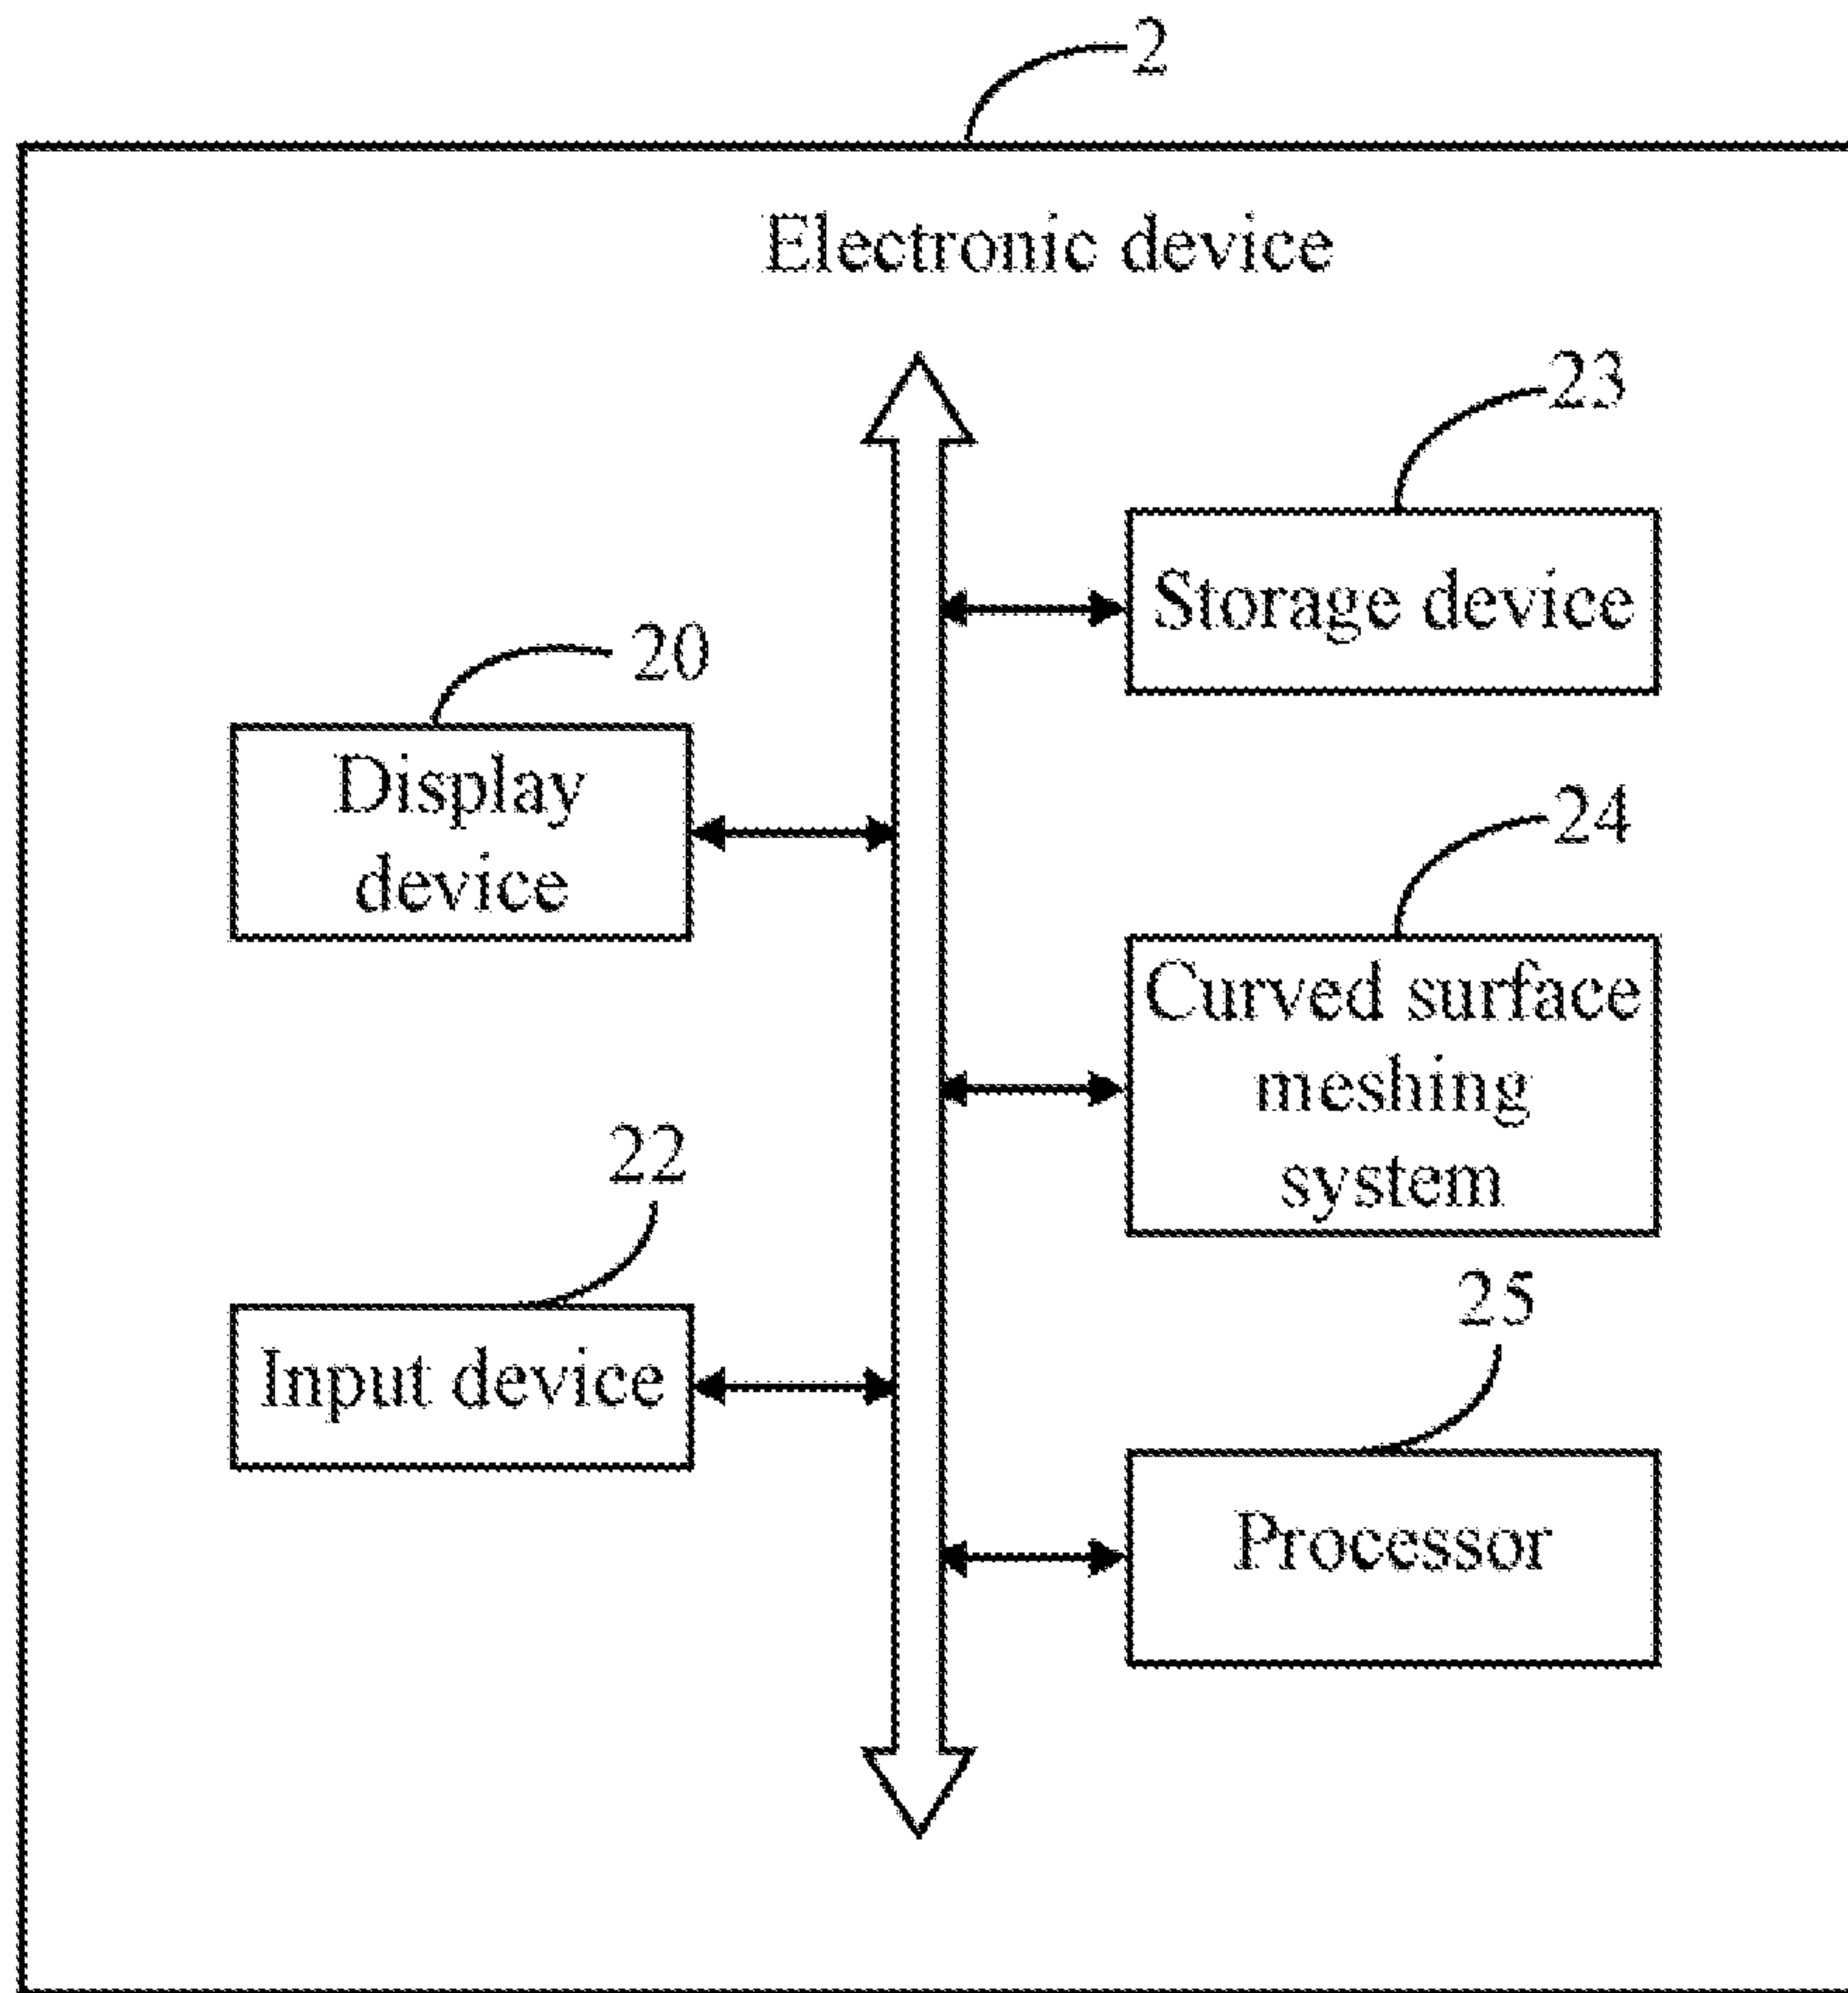 2
Electronic device
23
Storage device
20
Display
device
24
Curved surface
meshing
system
22
Input device
25
Processor